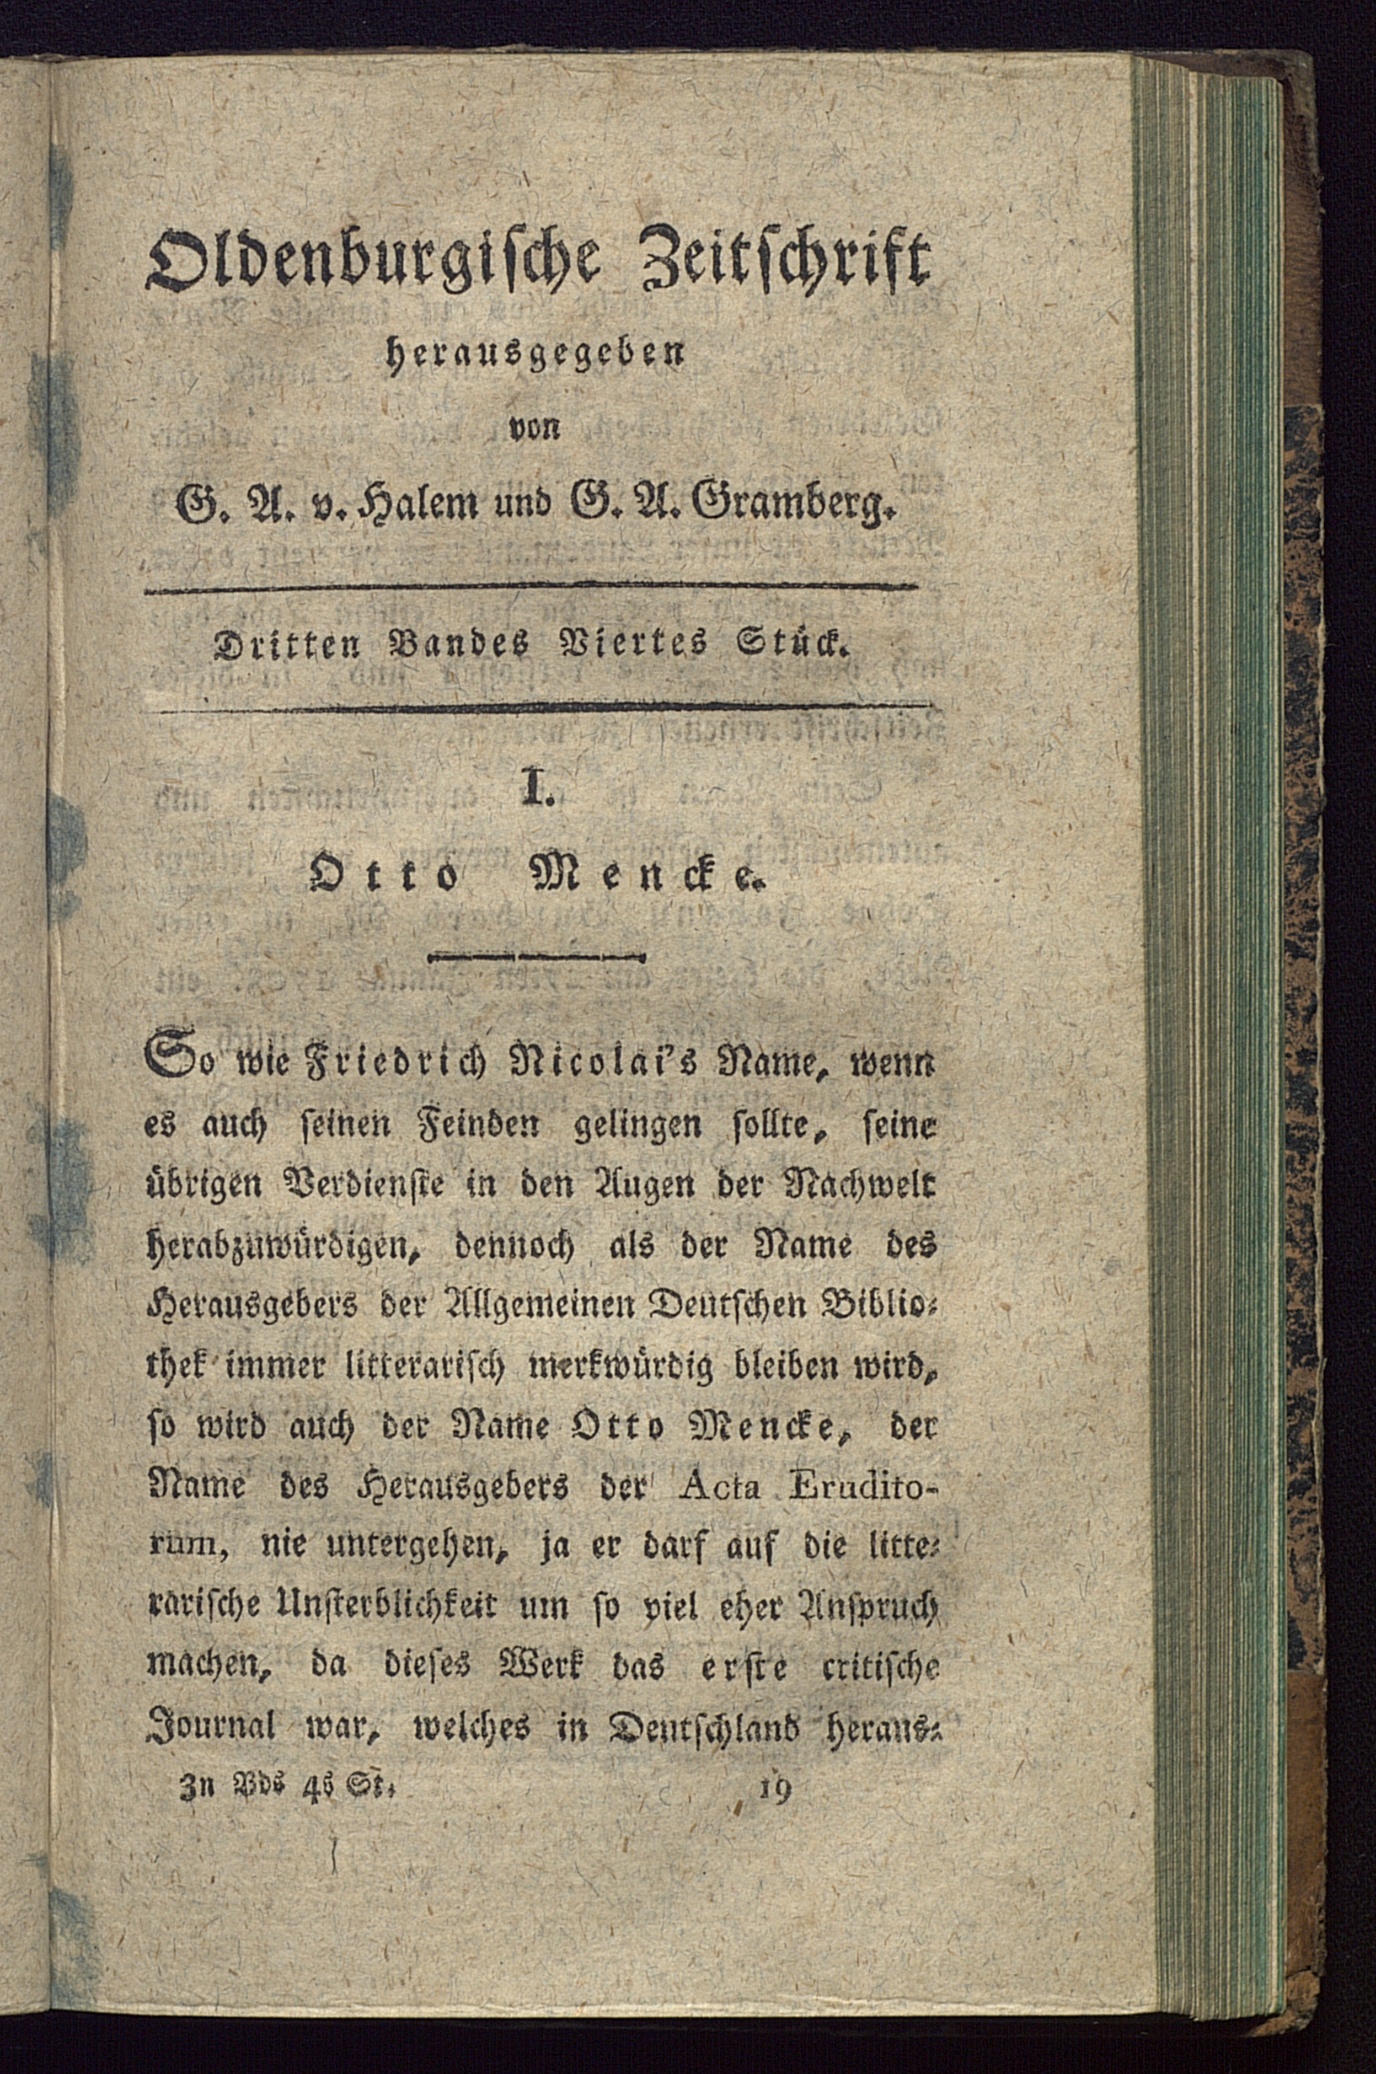 Oldenburgische Zeitschrift
herausgegeben
von
G. A. v. Halem und G. A. Gramberg.
Dritten Bandes Viertes Stück.
I.
Otto Mencke.
So wie Friedrich Nicolai's Name, wenn
es auch seinen Feinden gelingen sollte, seine
übrigen Verdienste in den Augen der Nachwelt
herabzuwürdigen, dennoch als der Name des
Herausgebers der Allgemeinen Deutschen Biblio⸗
thek immer litterarisch merkwürdig bleiben wird,
so wird auch der Name Otto Mencke, der
Name des Herausgebers der Acta Erudito-
rum, nie untergehen, ja er darf auf die litte⸗
rarische Unsterblichkeit um so viel eher Anspruch
machen, da dieses Werk das erste critische
Journal war, welches in Deutschland heraus⸗
3n Bds 4s St. 19